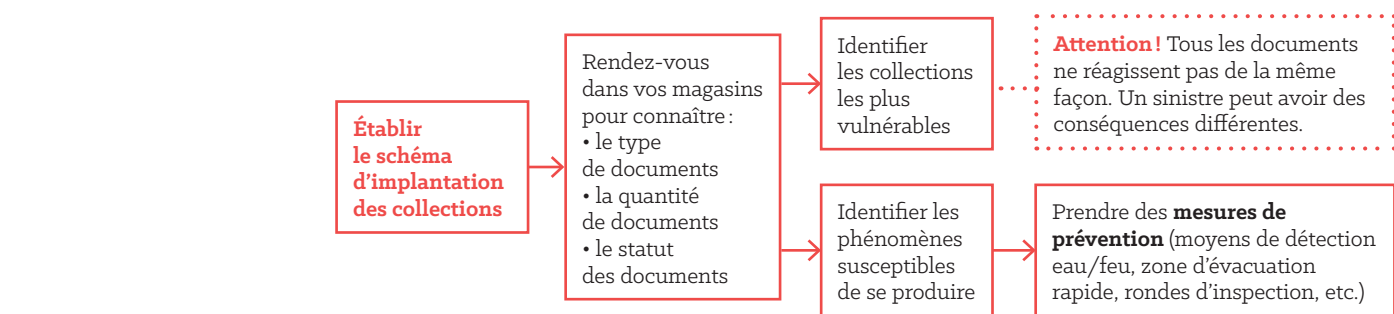 Établir
le schéma
d'implantation
des collections
Rendez-vous
dans vos magasins
pour connaître :
• le type
de documents
• la quantité
de documents
• le statut
des documents
Identifier
les collections
les plus
vulnérables
Attention ! Tous les documents
ne réagissent pas de la même
façon. Un sinistre peut avoir des
conséquences différentes.
Identifier les
phénomènes
susceptibles
de se produire
Prendre des mesures de
prévention (moyens de détection
eau/feu, zone d'évacuation
rapide, rondes d'inspection, etc.)